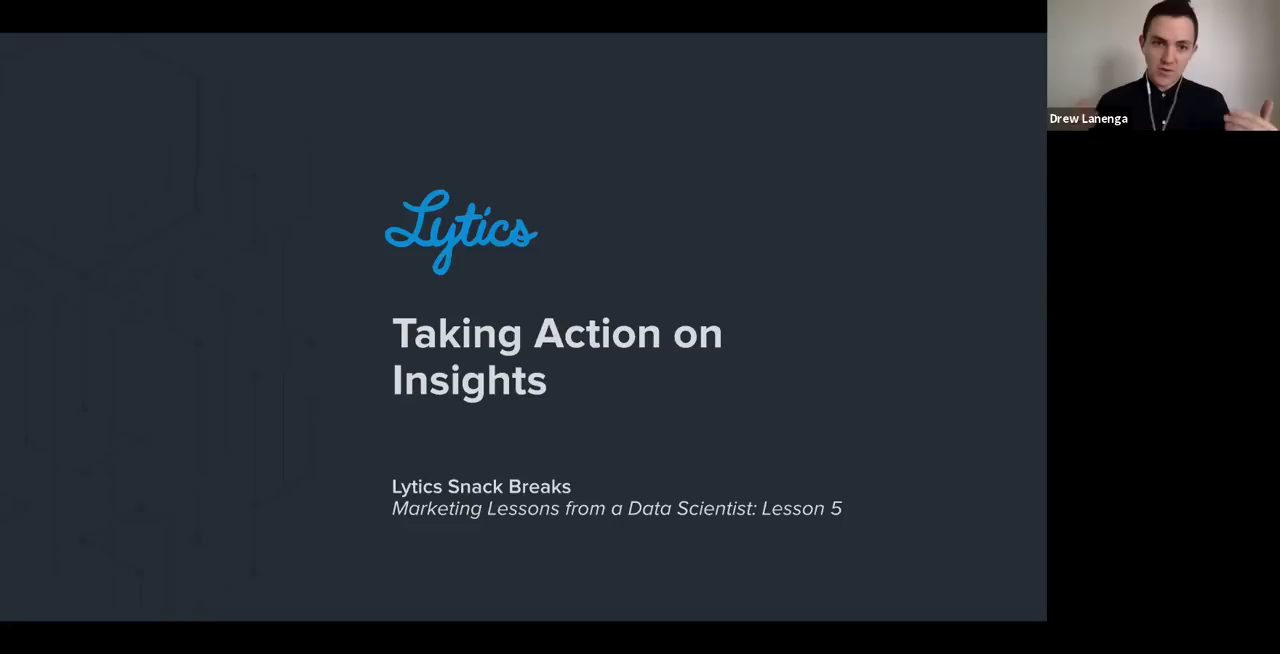 Drew Lanenga
Lytics
Taking Action on
Insights
Lytics Snack Breaks
Marketing Lessons from a Data Scientist: Lesson 5